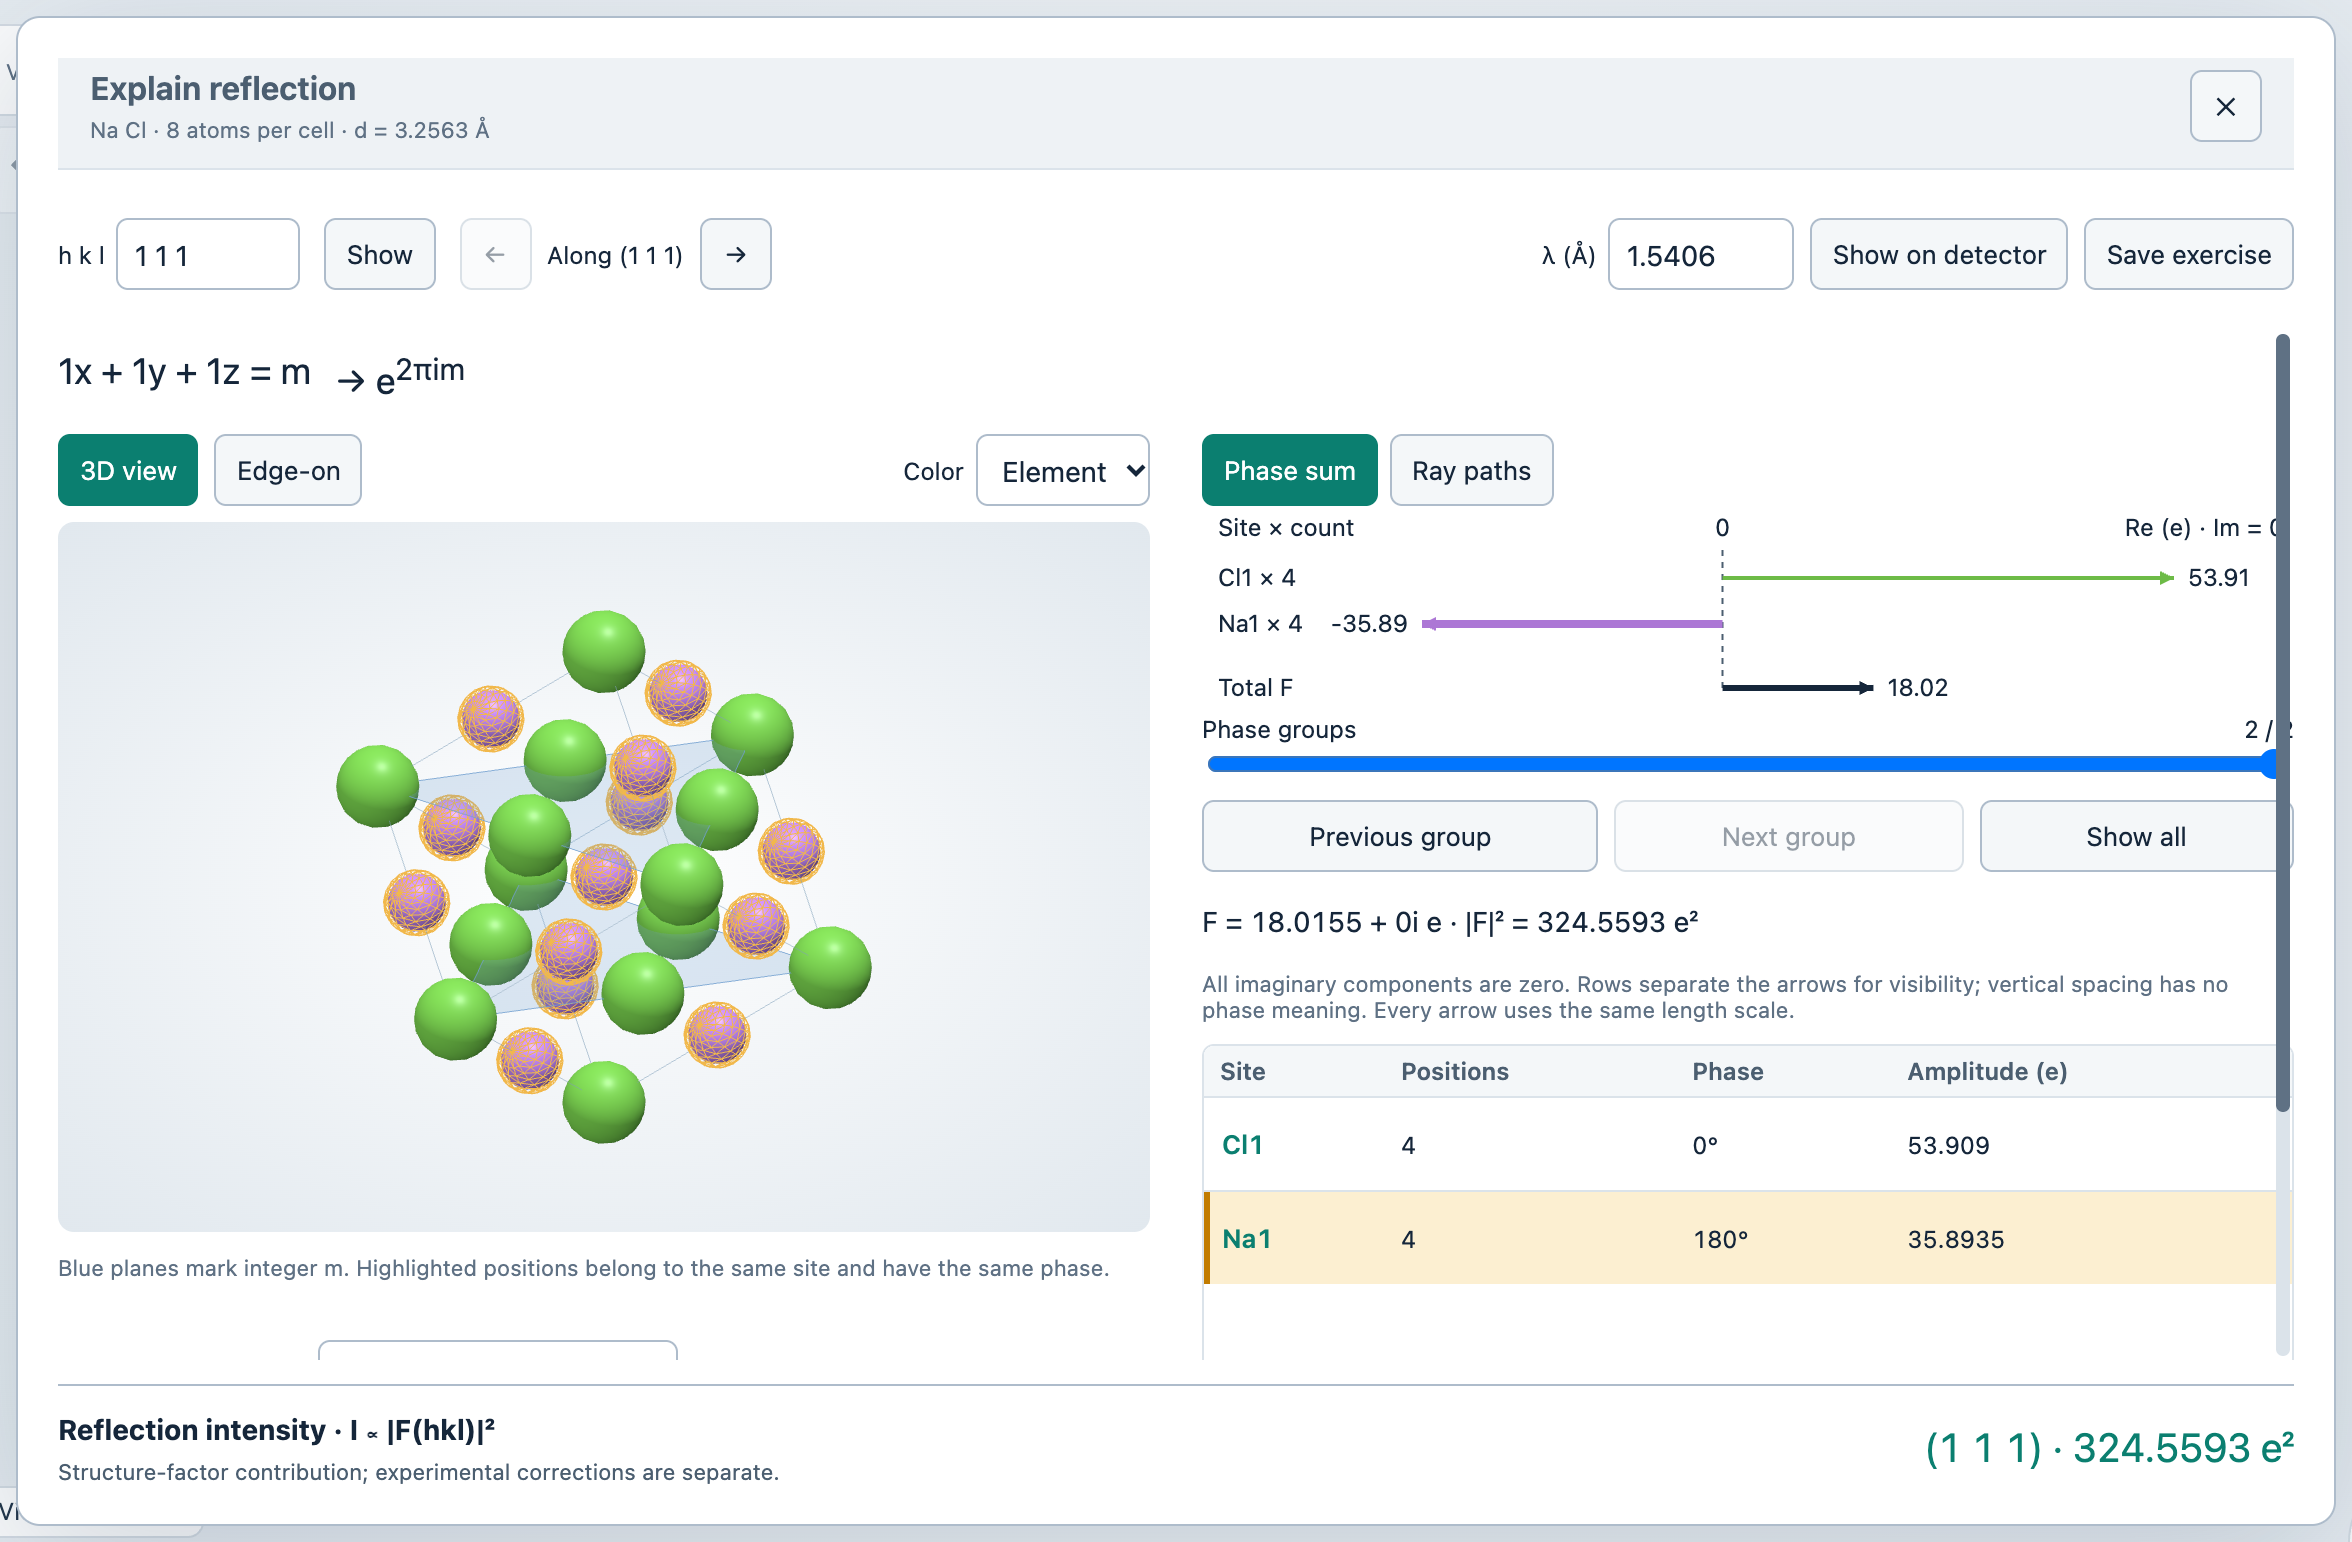 Explain reflection
Na Cl · 8 atoms per cell · d = 3.2563 Å
×
h k l 1 1 1 Show ← Along (1 1 1) → λ (Å) 1.5406 Show on detector Save exercise
1x + 1y + 1z = m → e^2πim
3D view Edge-on Color Element Phase sum Ray paths
Site × count 0 Re (e) · Im = 0
Cl1 × 4 53.91
Na1 × 4 -35.89
Total F 18.02
Phase groups 2 / 2
Previous group Next group Show all
F = 18.0155 + 0i e · |F|² = 324.5593 e²
All imaginary components are zero. Rows separate the arrows for visibility; vertical spacing has no
phase meaning. Every arrow uses the same length scale.
Site Positions Phase Amplitude (e)
Cl1 4 0° 53.909
Na1 4 180° 35.8935
Blue planes mark integer m. Highlighted positions belong to the same site and have the same phase.
Reflection intensity · I ∝ |F(hkl)|²
Structure-factor contribution; experimental corrections are separate.
(1 1 1) · 324.5593 e²